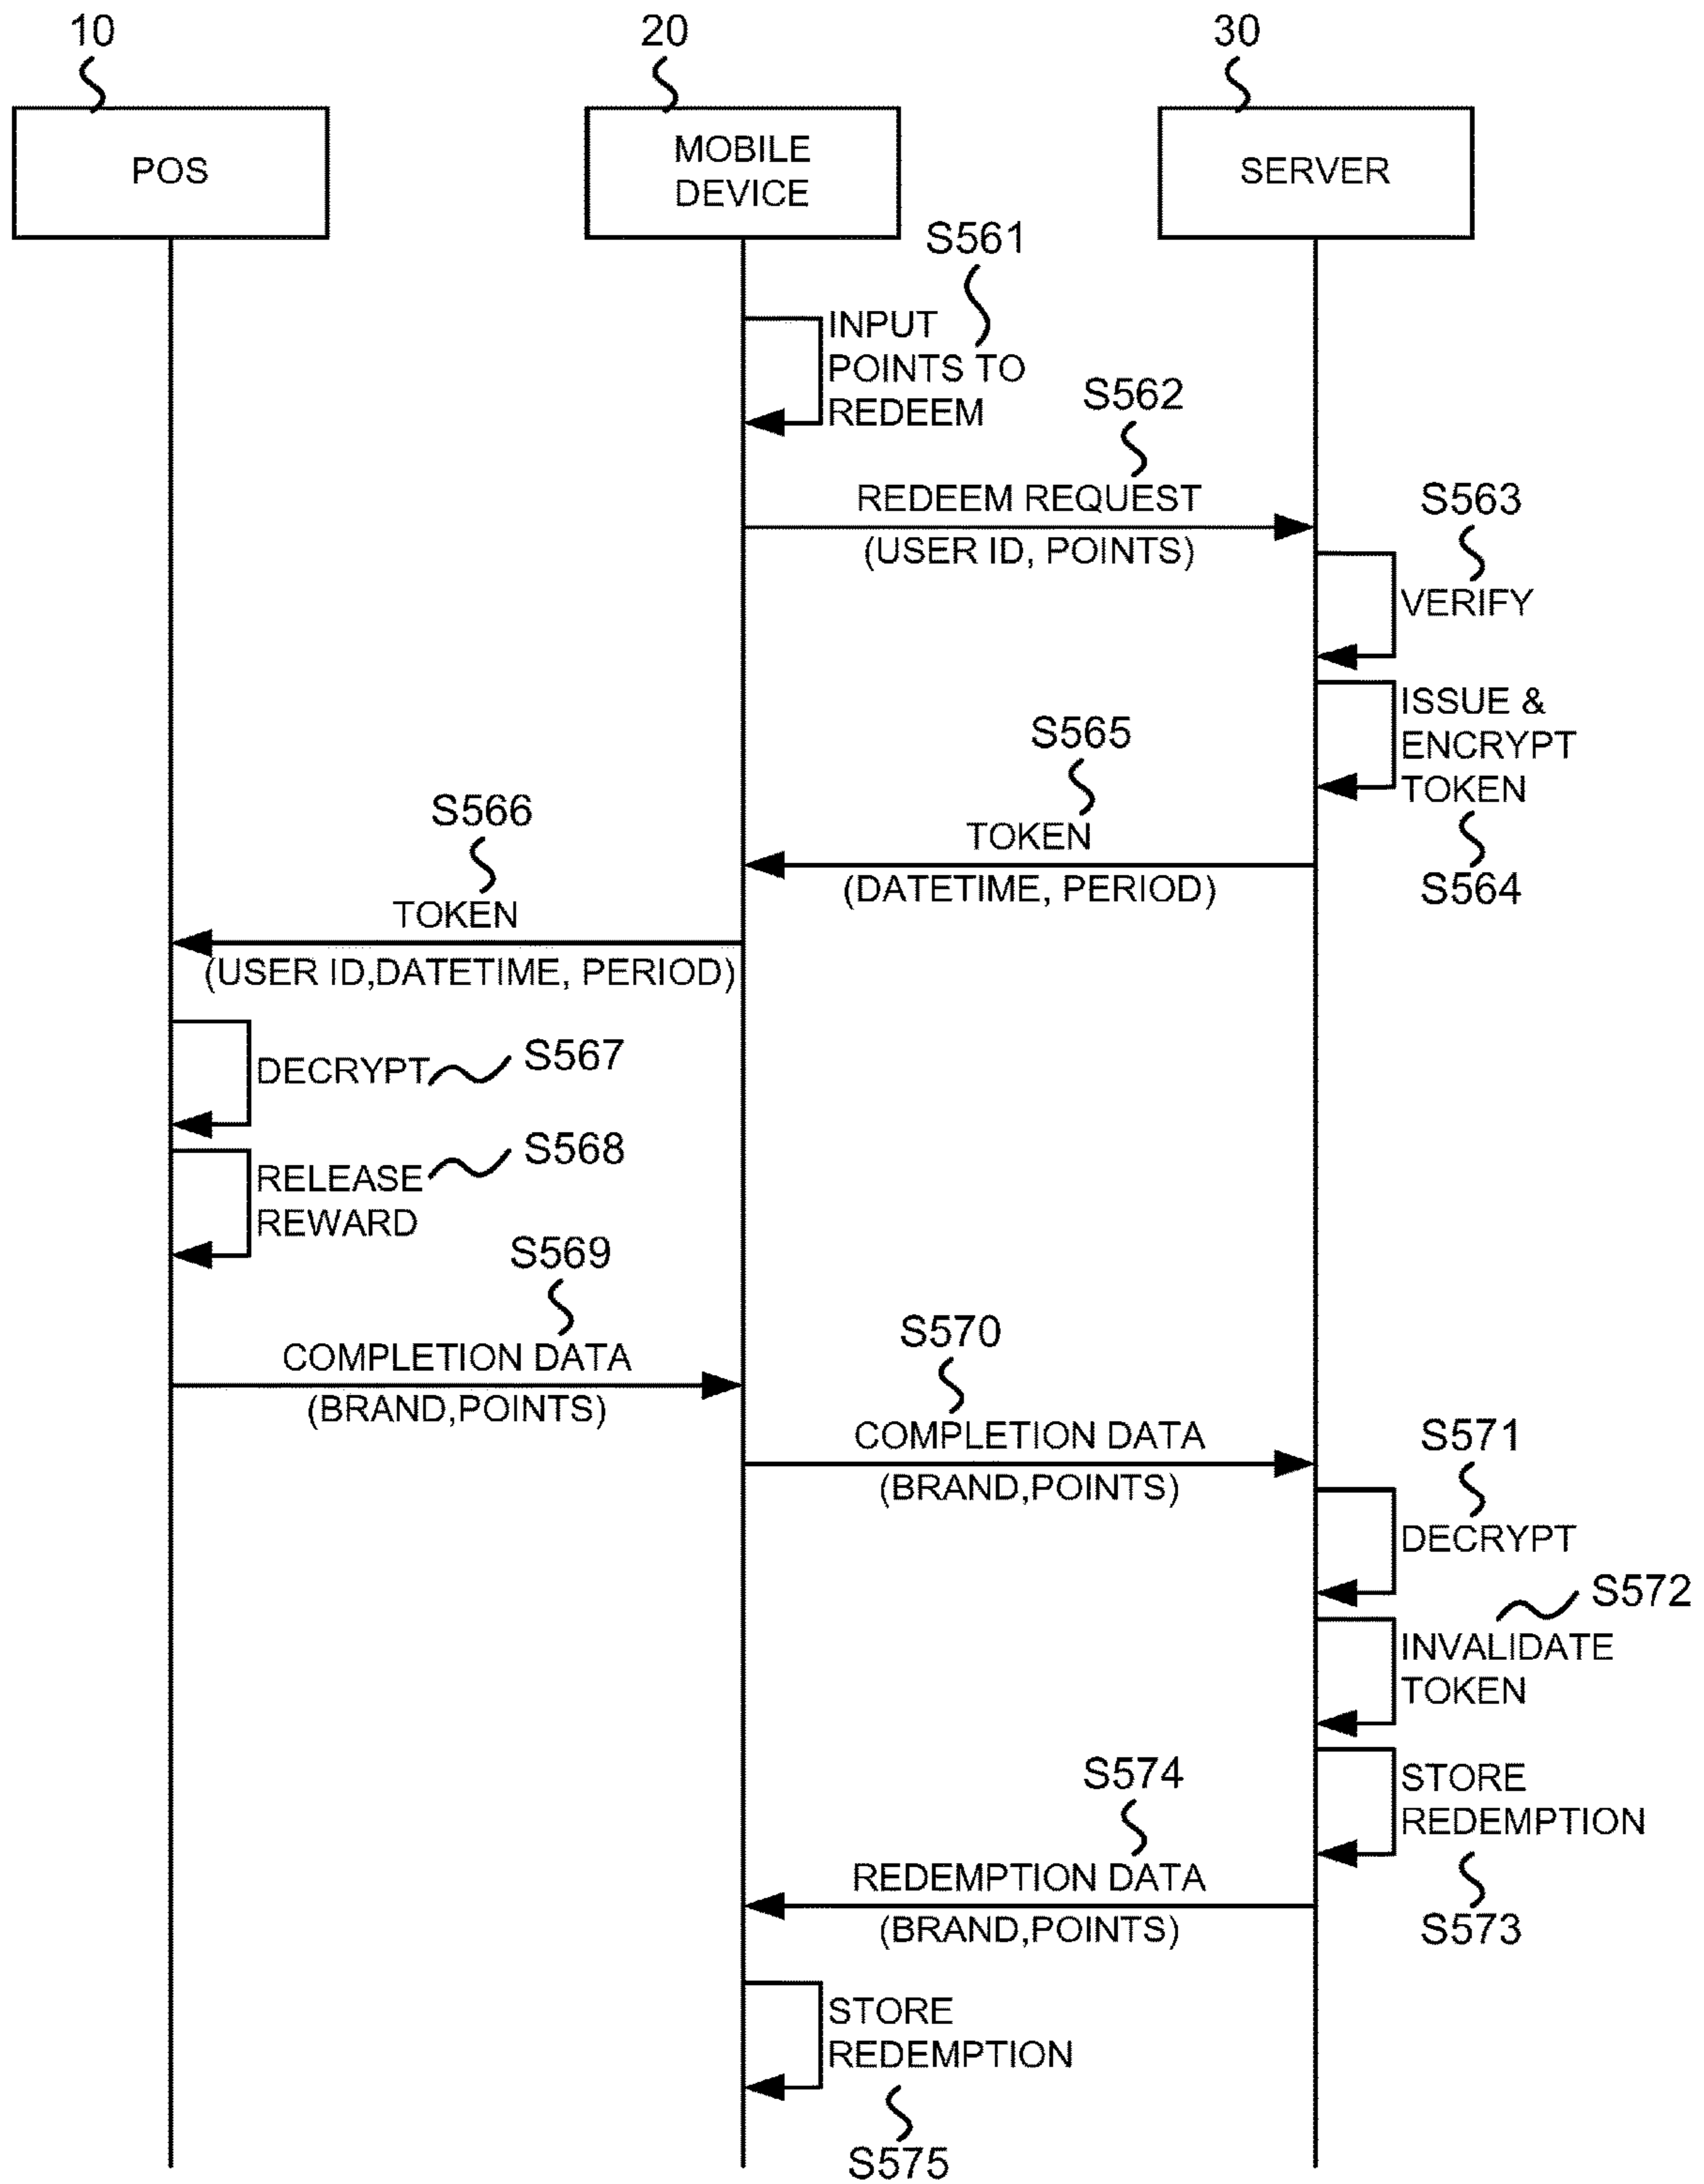 10
20
30
POS
MOBILE
DEVICE
SERVER
S561
INPUT
POINTS TO
REDEEM
S562
REDEEM REQUEST
(USER ID, POINTS)
S563
VERIFY
ISSUE &
ENCRYPT
TOKEN
S564
S565
TOKEN
(DATETIME, PERIOD)
S566
TOKEN
(USER ID,DATETIME, PERIOD)
DECRYPT
S567
S568
RELEASE
REWARD
S569
COMPLETION DATA
(BRAND,POINTS)
S570
COMPLETION DATA
(BRAND,POINTS)
S571
DECRYPT
S572
INVALIDATE
TOKEN
STORE
REDEMPTION
S573
S574
REDEMPTION DATA
(BRAND,POINTS)
STORE
REDEMPTION
S575